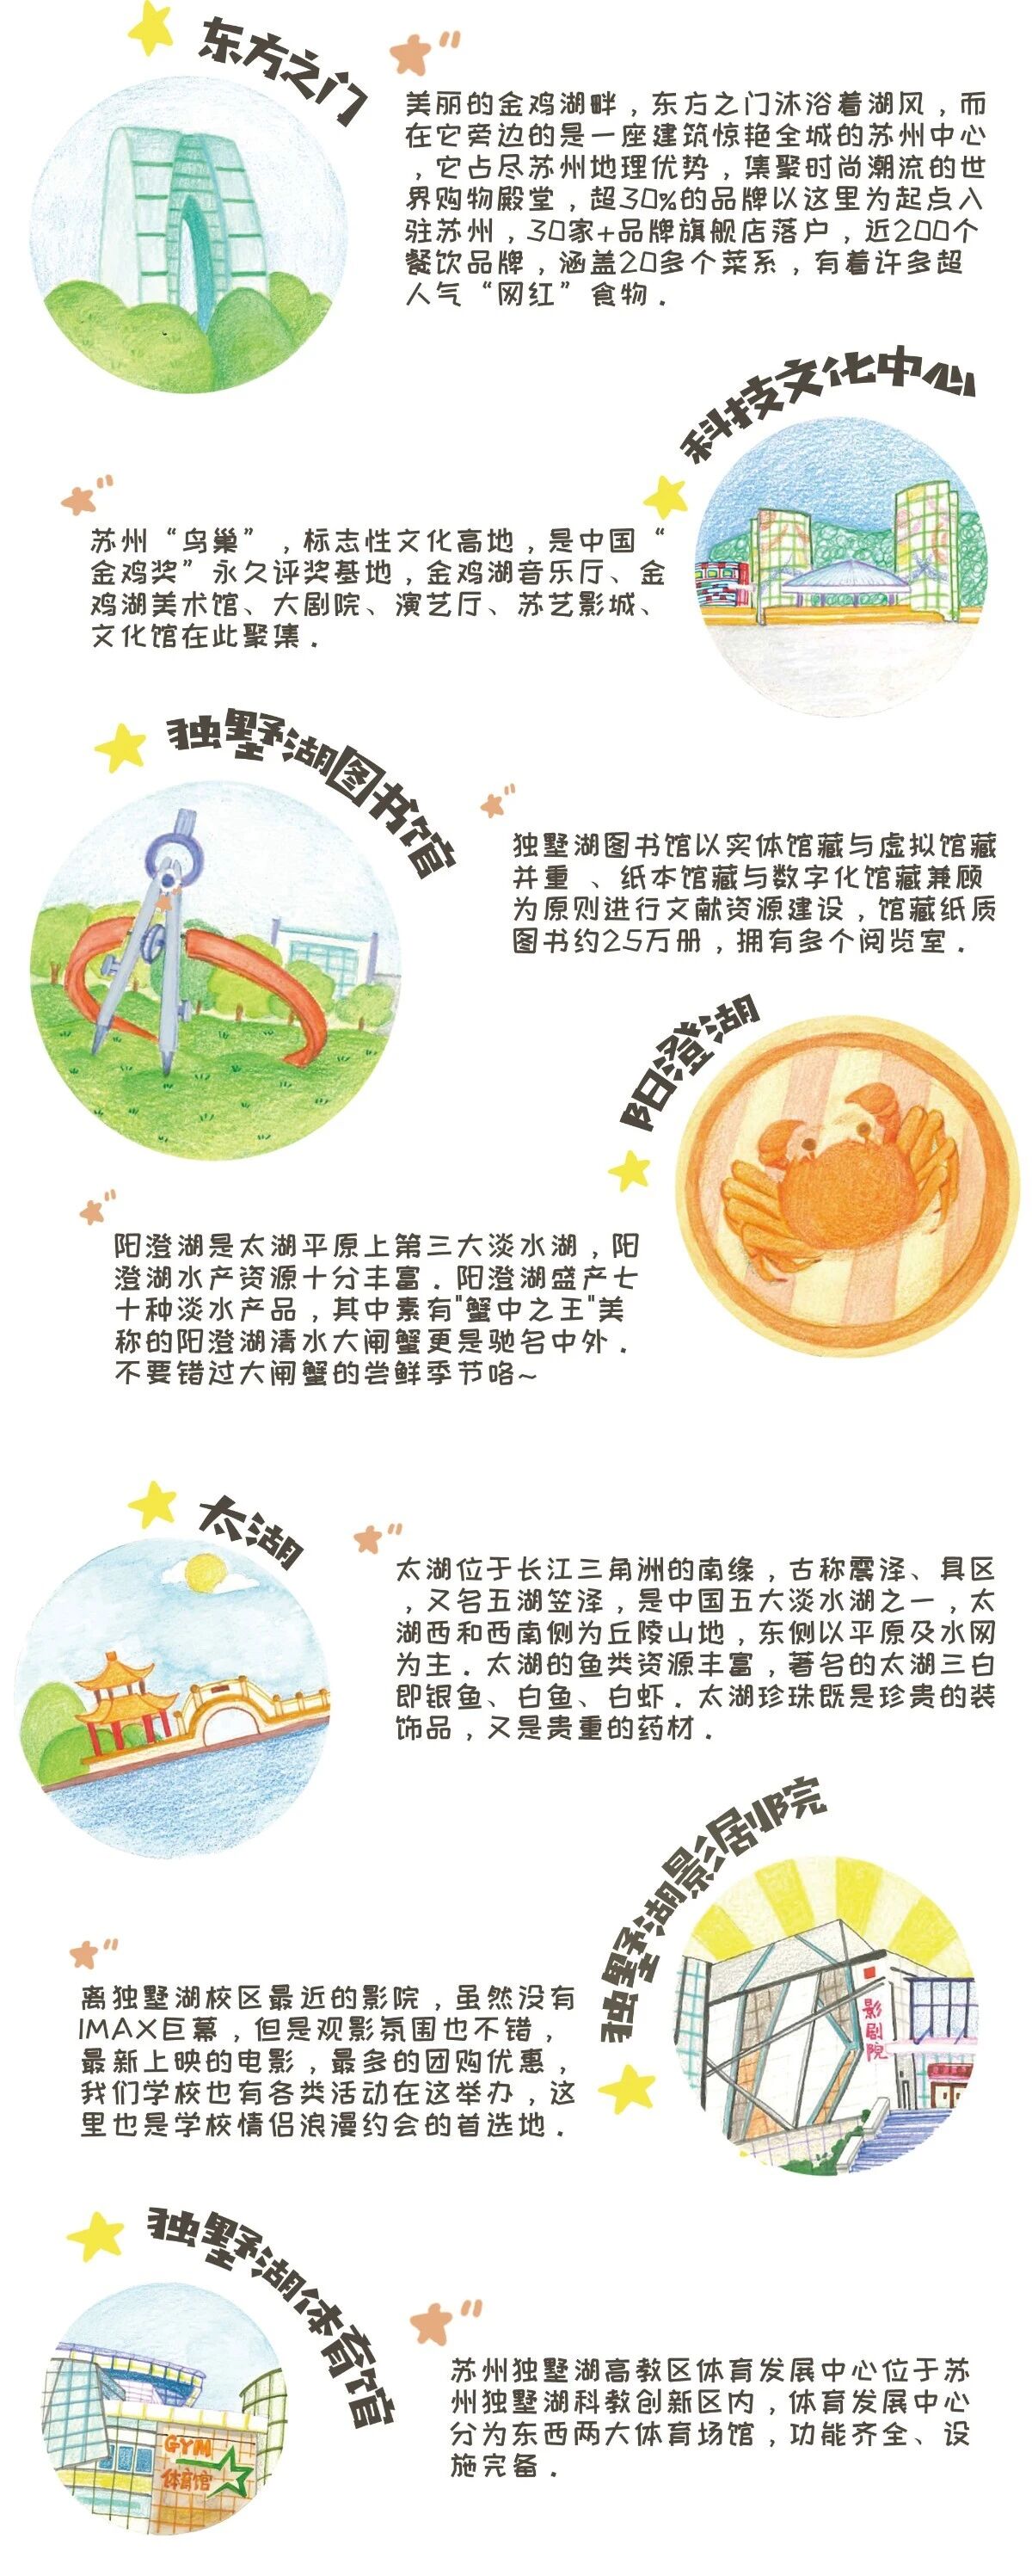 东方之门
美丽的金鸡湖畔，东方之门沐浴着湖风，而
在它旁边的是一座建筑惊艳全城的苏州中心
，它占尽苏州地理优势，集聚时尚潮流的世
界购物殿堂，超30%的品牌以这里为起点入
驻苏州，30家+品牌旗舰店落户，近200个
餐饮品牌，涵盖20多个菜系，有着许多超
人气“网红”食物．
科技文化中心
苏州“鸟巢”，标志性文化高地，是中国“
金鸡奖”永久评奖基地，金鸡湖音乐厅、金
鸡湖美术馆、大剧院、演艺厅、苏艺影城、
文化馆在此聚集．
独墅湖图书馆
独墅湖图书馆以实体馆藏与虚拟馆藏
并重 、纸本馆藏与数字化馆藏兼顾
为原则进行文献资源建设，馆藏纸质
图书约25万册，拥有多个阅览室．
阳澄湖
阳澄湖是太湖平原上第三大淡水湖，阳
澄湖水产资源十分丰富．阳澄湖盛产七
十种淡水产品，其中素有"蟹中之王"美
称的阳澄湖清水大闸蟹更是驰名中外．
不要错过大闸蟹的尝鲜季节咯~
太湖
太湖位于长江三角洲的南缘，古称震泽、具区
，又名五湖笠泽，是中国五大淡水湖之一，太
湖西和西南侧为丘陵山地，东侧以平原及水网
为主．太湖的鱼类资源丰富，著名的太湖三白
即银鱼、白鱼、白虾．太湖珍珠既是珍贵的装
饰品，又是贵重的药材．
独墅湖影剧院
离独墅湖校区最近的影院，虽然没有
IMAX巨幕，但是观影氛围也不错，
最新上映的电影，最多的团购优惠，
我们学校也有各类活动在这举办，这
里也是学校情侣浪漫约会的首选地．
影剧院
独墅湖体育馆
苏州独墅湖高教区体育发展中心位于苏
州独墅湖科教创新区内，体育发展中心
分为东西两大体育场馆，功能齐全、设
施完备．
GYM
体育馆